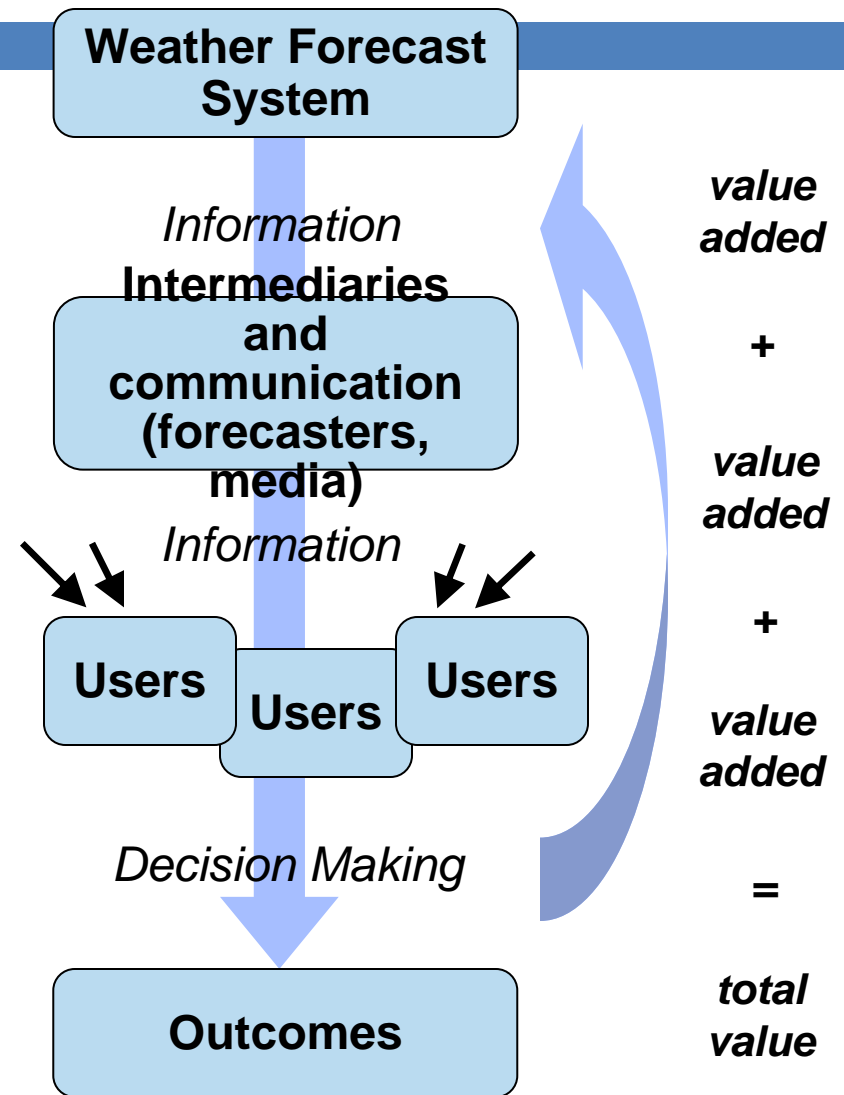 Weather Forecast
System
value
added
Information
Intermediaries
and
communication
(forecasters,
media)
+
value
added
Information
+
Users
Users
Users
value
added
Decision Making
=
Outcomes
total
value